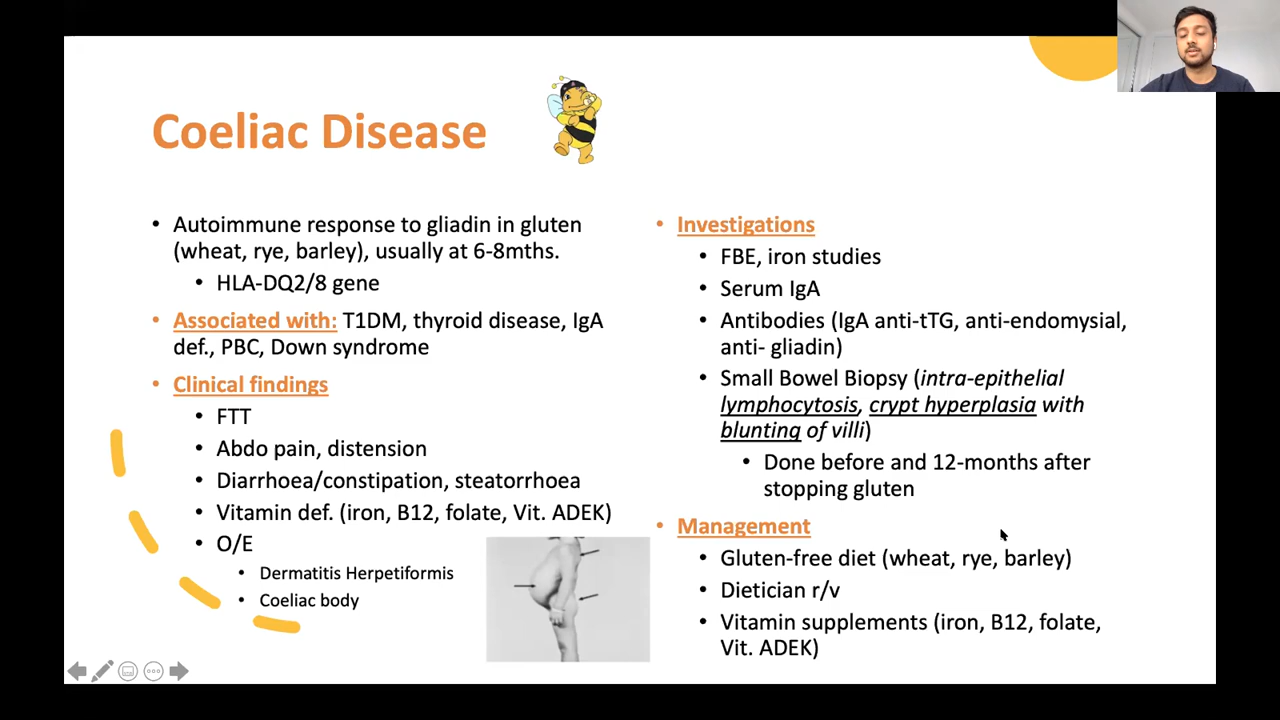 Coeliac Disease
• Autoimmune response to gliadin in gluten
(wheat, rye, barley), usually at 6-8mths.
• HLA-DQ2/8 gene
• Associated with: T1DM, thyroid disease, IgA
def., PBC, Down syndrome
• Clinical findings
• FTT
• Abdo pain, distension
• Diarrhoea/constipation, steatorrhoea
• Vitamin def. (iron, B12, folate, Vit. ADEK)
• O/E
• Dermatitis Herpetiformis
• Coeliac body
• Investigations
• FBE, iron studies
• Serum IgA
• Antibodies (IgA anti-tTG, anti-endomysial,
anti- gliadin)
• Small Bowel Biopsy (intra-epithelial
lymphocytosis, crypt hyperplasia with
blunting of villi)
• Done before and 12-months after
stopping gluten
• Management
• Gluten-free diet (wheat, rye, barley)
• Dietician r/v
• Vitamin supplements (iron, B12, folate,
Vit. ADEK)